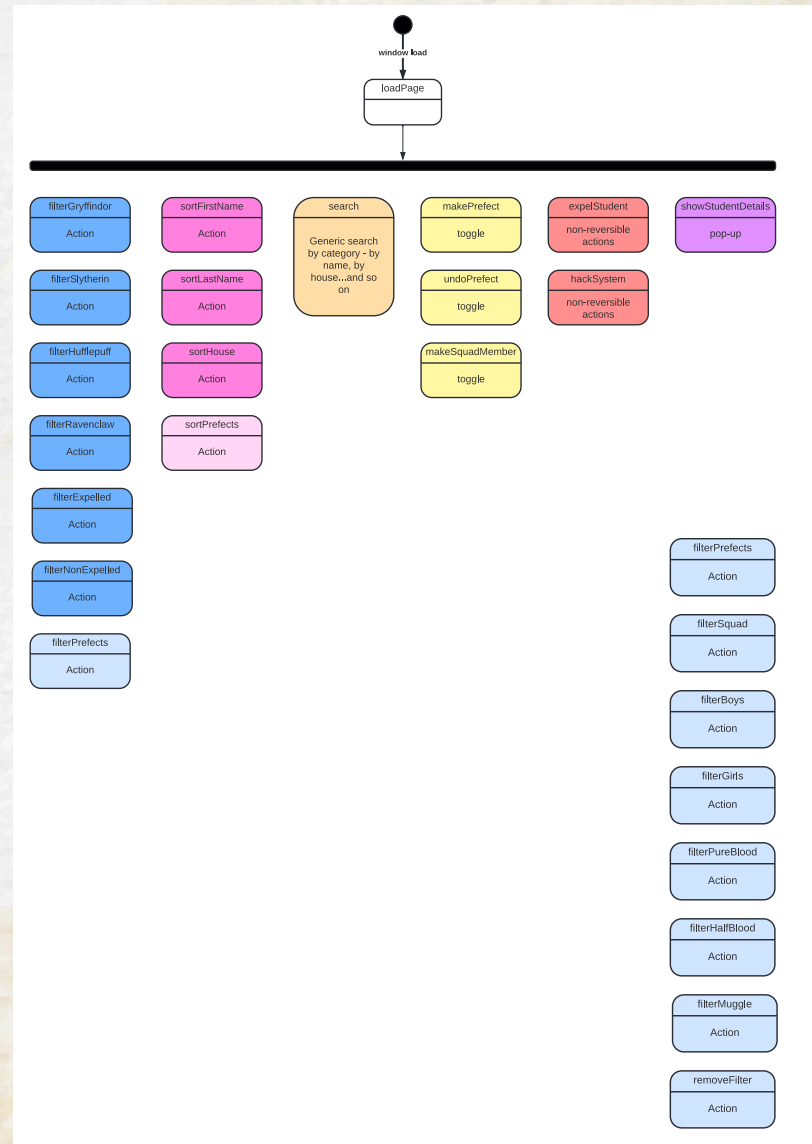 window load
loadPage
filterGryffindor
Action
filterSlytherin
Action
filterHufflepuff
Action
filterRavenclaw
Action
filterExpelled
Action
filterNonExpelled
Action
filterPrefects
Action
sortFirstName
Action
sortLastName
Action
sortHouse
Action
sortPrefects
Action
search
Generic search
by category - by
name, by
house...and so
on
makePrefect
toggle
undoPrefect
toggle
makeSquadMember
toggle
expelStudent
non-reversible
actions
hackSystem
non-reversible
actions
showStudentDetails
pop-up
filterPrefects
Action
filterSquad
Action
filterBoys
Action
filterGirls
Action
filterPureBlood
Action
filterHalfBlood
Action
filterMuggle
Action
removeFilter
Action